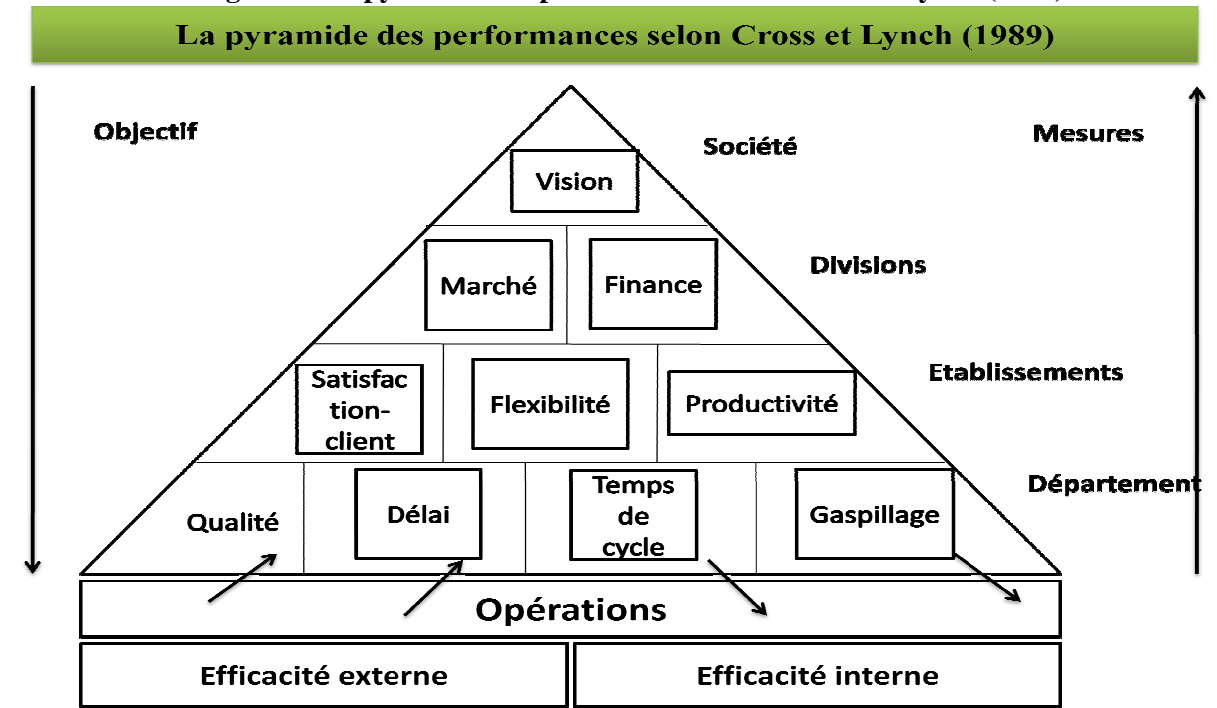 La pyramide des performances selon Cross et Lynch (1989)
Objectif
Société
Mesures
Vision
Divisions
Marché
Finance
Etablissements
Satisfac
tion-
client
Flexibilité
Productivité
Département
Qualité
Délai
Temps
de
cycle
Gaspillage
Opérations
Efficacité externe
Efficacité interne